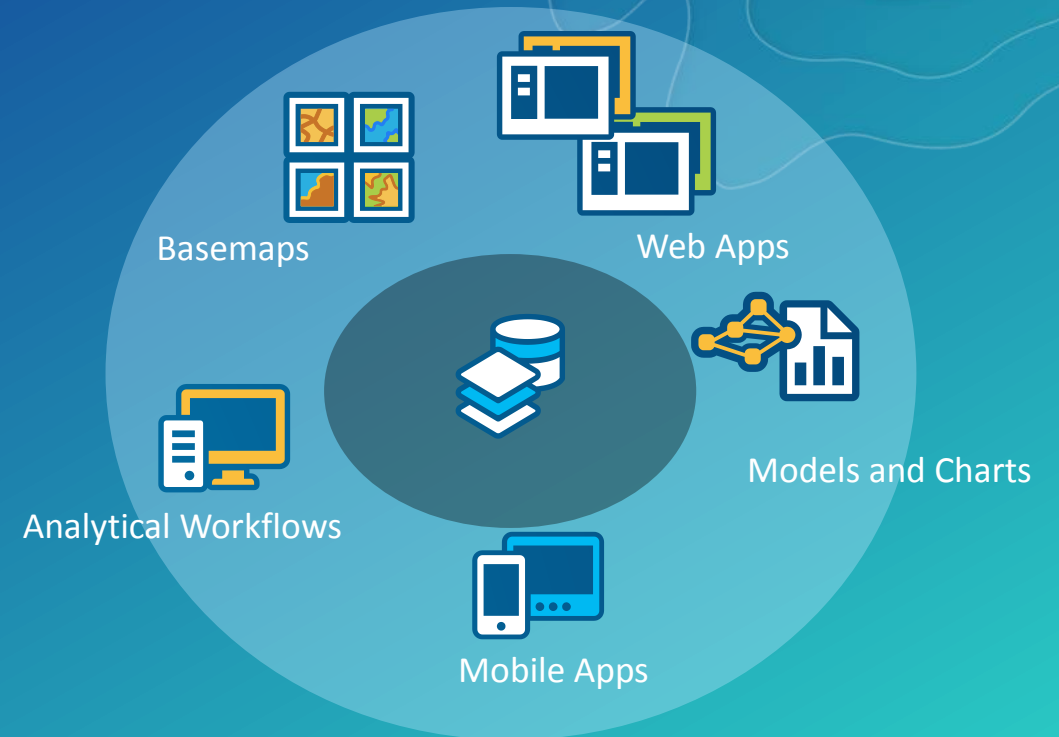 Basemaps
Web Apps
Models and Charts
Analytical Workflows
Mobile Apps